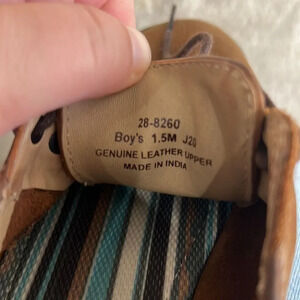 28-8260
Boy's 1.5M J20
GENUINE LEATHER UPPER
MADE IN INDIA